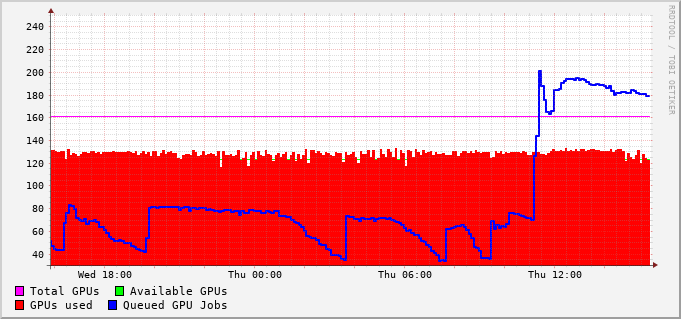 240
220
200
180
160
140
120
100
80
60
40
Wed 18:00 Thu 00:00 Thu 06:00 Thu 12:00
Total GPUs Available GPUs
GPUs used Queued GPU Jobs
RRDTOOL / TOBI OETIKER